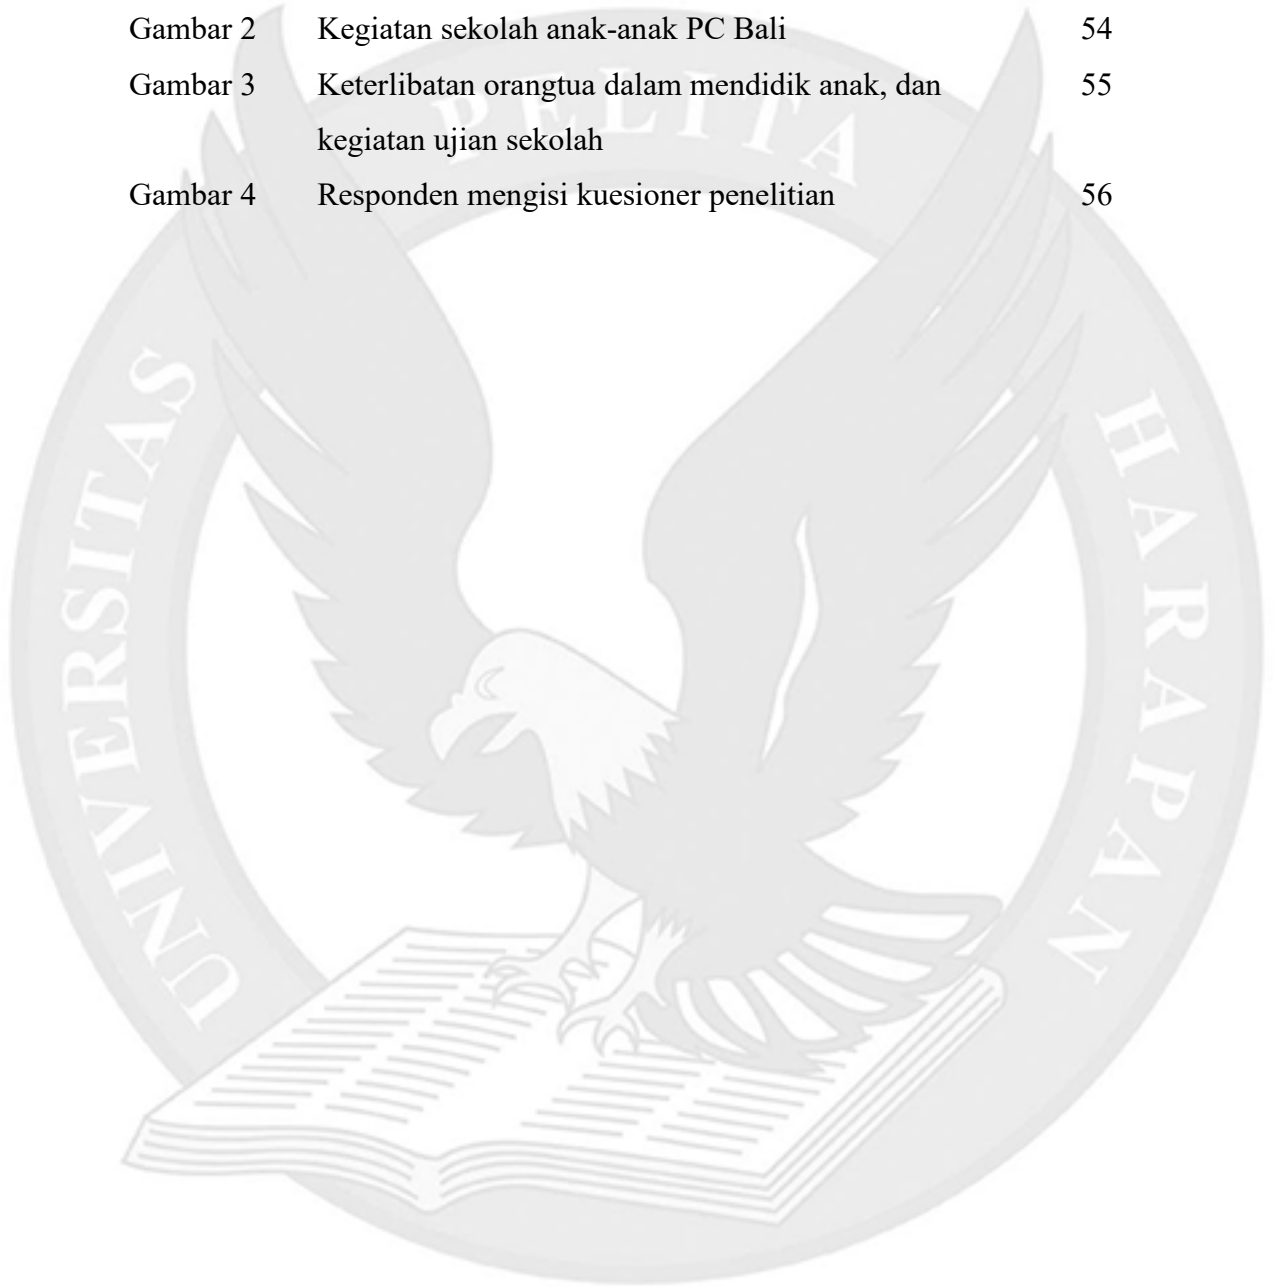 Gambar 2 Kegiatan sekolah anak-anak PC Bali 54
Gambar 3 Keterlibatan orangtua dalam mendidik anak, dan 55
kegiatan ujian sekolah
Gambar 4 Responden mengisi kuesioner penelitian 56
UNIVERSITAS PELITA HARAPAN